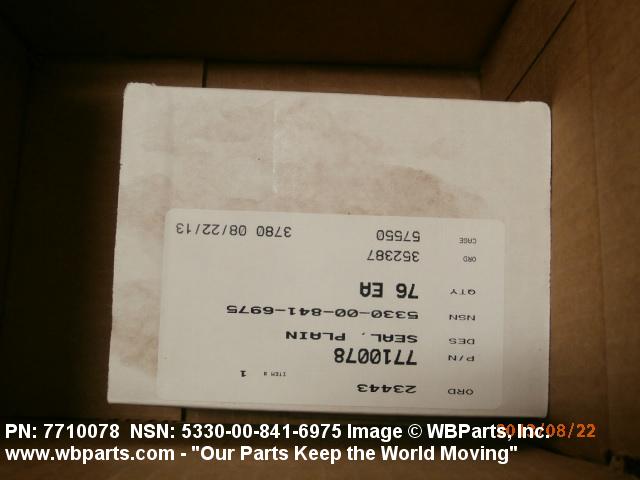 ORD 23443
ITEM # 1
P/N 7710078
DES SEAL, PLAIN
NSN 5330-00-841-6975
QTY 76 EA
ORD 352387
CAGE 57550 3780 08/22/13
PN: 7710078 NSN: 5330-00-841-6975 Image © WBParts, Inc.
www.wbparts.com - "Our Parts Keep the World Moving"